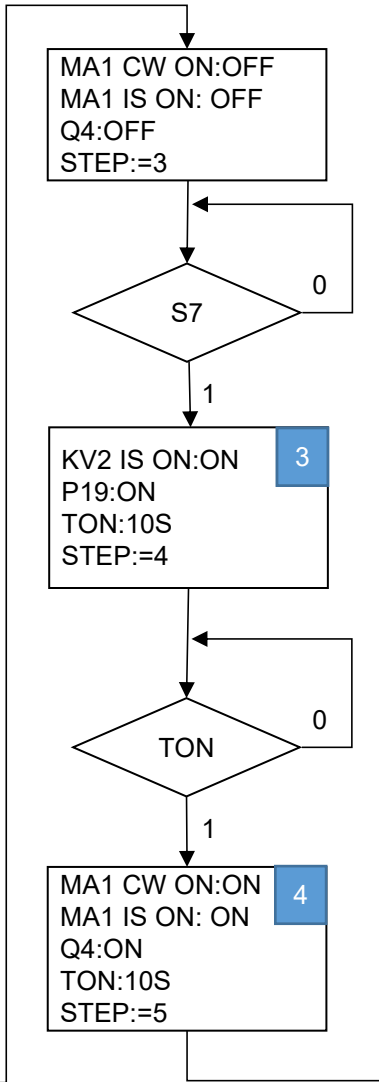 MA1 CW ON:OFF
MA1 IS ON: OFF
Q4:OFF
STEP:=3
0
S7
1
KV2 IS ON:ON
3
P19:ON
TON:10S
STEP:=4
0
TON
1
MA1 CW ON:ON
4
MA1 IS ON: ON
Q4:ON
TON:10S
STEP:=5